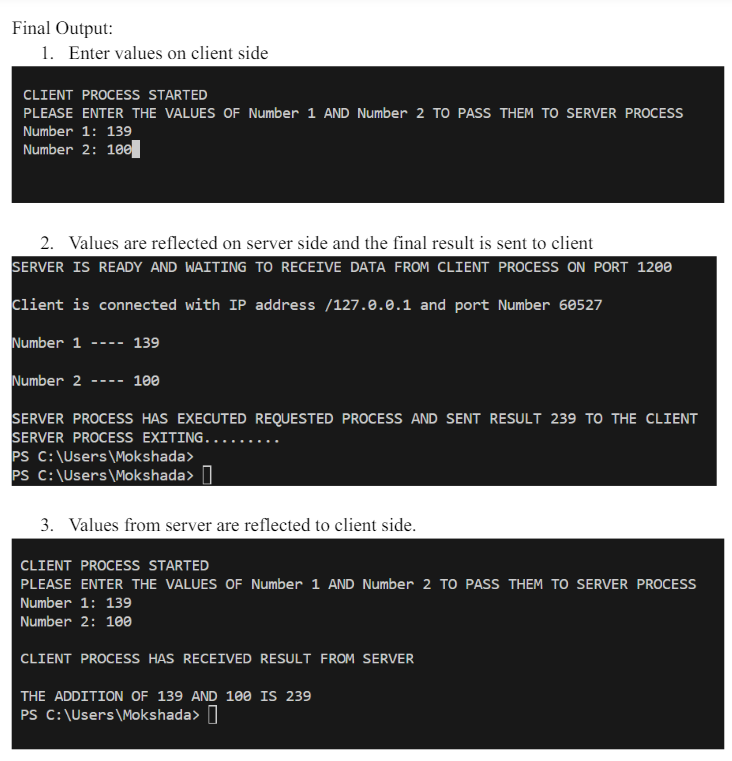 Final Output:
1. Enter values on client side
CLIENT PROCESS STARTED
PLEASE ENTER THE VALUES OF Number 1 AND Number 2 TO PASS THEM TO SERVER PROCESS
Number 1: 139
Number 2: 100
2. Values are reflected on server side and the final result is sent to client
SERVER IS READY AND WAITING TO RECEIVE DATA FROM CLIENT PROCESS ON PORT 1200
Client is connected with IP address /127.0.0.1 and port Number 60527
Number 1 ---- 139
Number 2 ---- 100
SERVER PROCESS HAS EXECUTED REQUESTED PROCESS AND SENT RESULT 239 TO THE CLIENT
SERVER PROCESS EXITING.........
PS C:\Users\Mokshada>
PS C:\Users\Mokshada>
3. Values from server are reflected to client side.
CLIENT PROCESS STARTED
PLEASE ENTER THE VALUES OF Number 1 AND Number 2 TO PASS THEM TO SERVER PROCESS
Number 1: 139
Number 2: 100
CLIENT PROCESS HAS RECEIVED RESULT FROM SERVER
THE ADDITION OF 139 AND 100 IS 239
PS C:\Users\Mokshada>